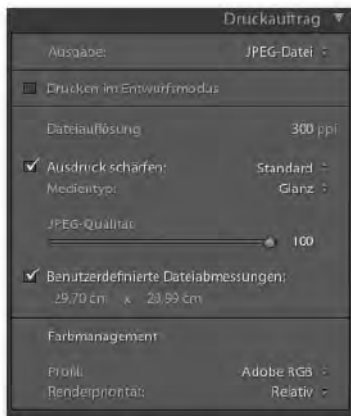 Druckauftrag
Ausgabe: JPEG-Datei
Drucken im Entwurfsmodus
Dateiauflösung 300 ppi
Ausdruck schärfen: Standard
Medientyp: Glanz
JPEG-Qualität:
100
Benutzerdefinierte Dateiabmessungen:
29,70 cm x 20,99 cm
Farbmanagement
Profil: Adobe RGB
Renderpriorität: Relativ